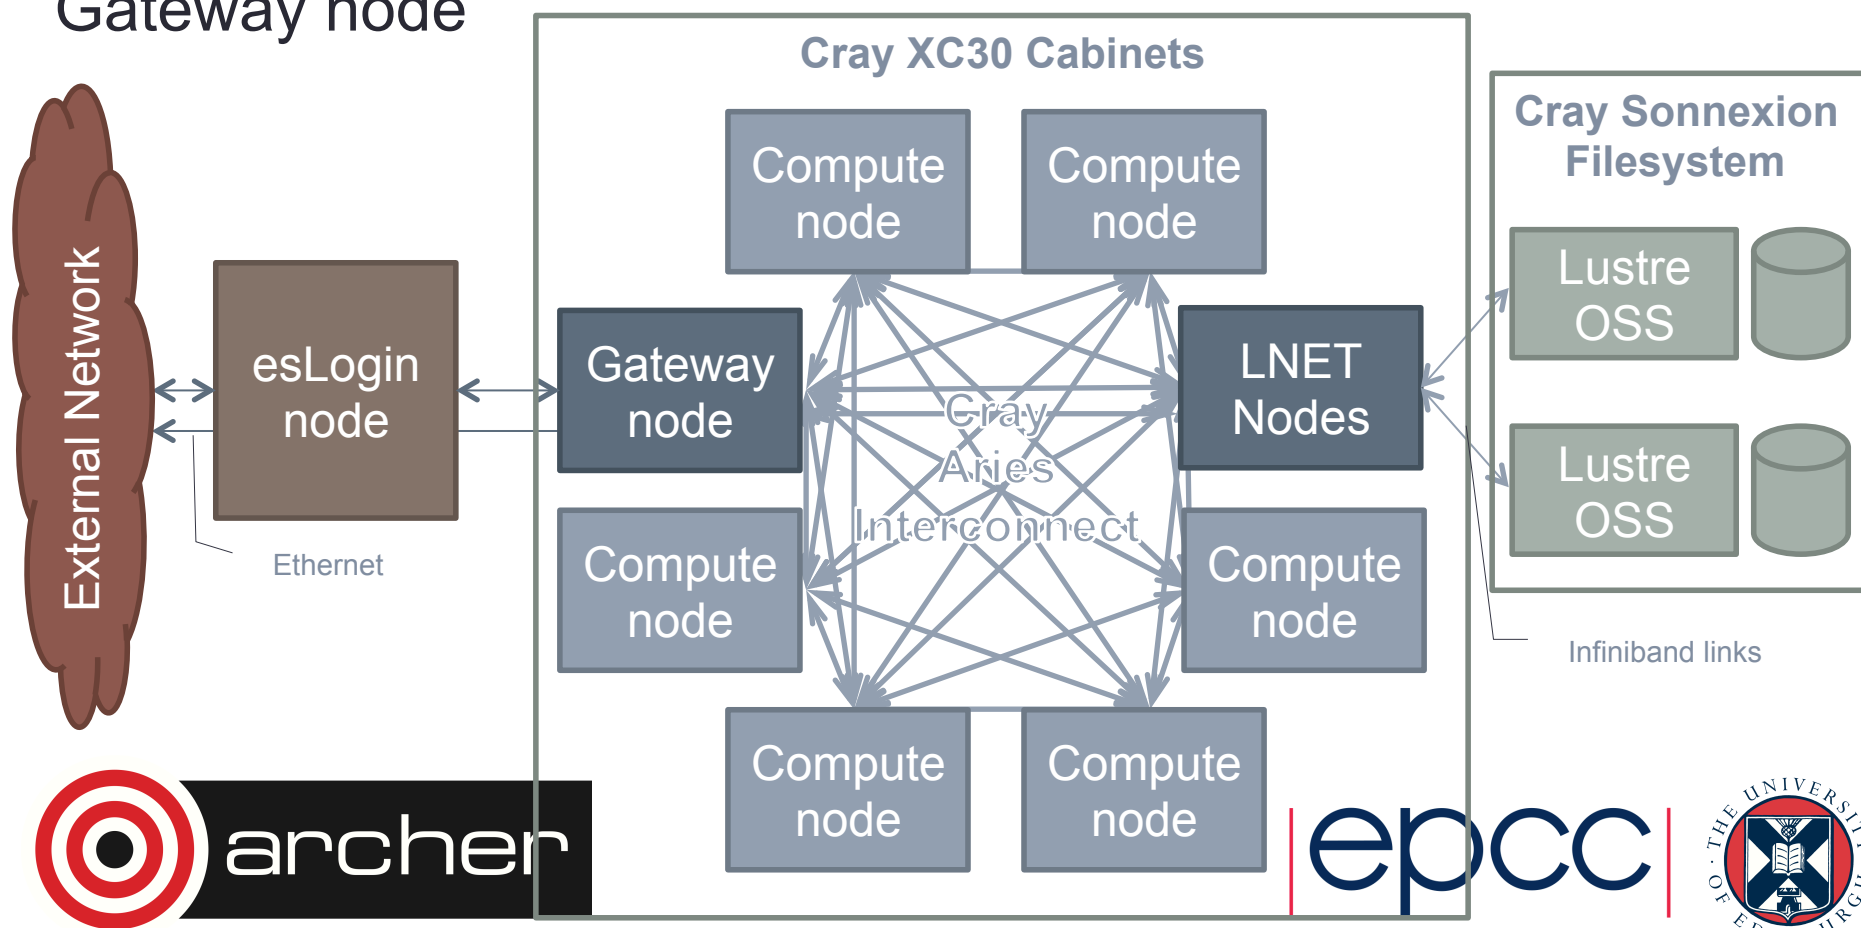 Gateway node
Cray XC30 Cabinets
Cray Sonnexion
Filesystem
Compute
node
Compute
node
External Network
esLogin
node
Gateway
node
LNET
Nodes
Lustre
OSS
Lustre
OSS
Cray
Aries
Interconnect
Ethernet
Compute
node
Compute
node
Infiniband links
Compute
node
Compute
node
archer
epcc
THE UNIVERSITY
OF